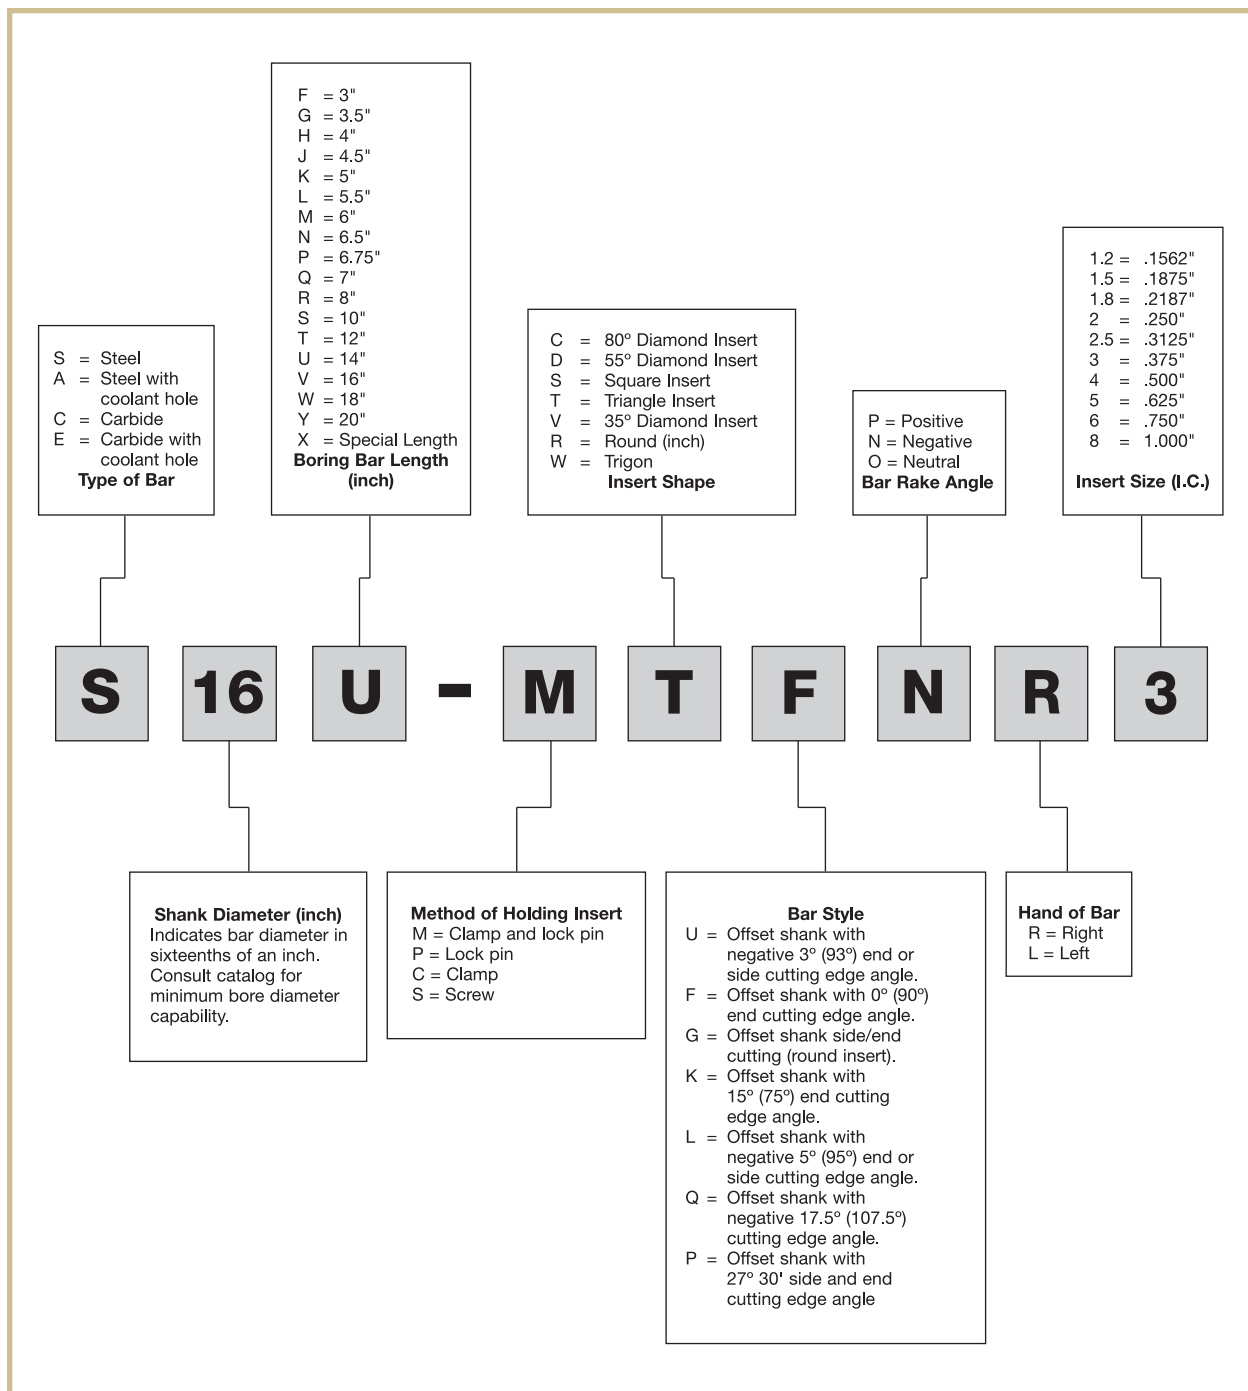 F = 3"
G = 3.5"
H = 4"
J = 4.5"
K = 5"
L = 5.5"
M = 6"
N = 6.5"
P = 6.75"
Q = 7"
R = 8"
S = 10"
T = 12"
U = 14"
V = 16"
W = 18"
Y = 20"
X = Special Length
Boring Bar Length
(inch)
S = Steel
A = Steel with
coolant hole
C = Carbide
E = Carbide with
coolant hole
Type of Bar
C = 80º Diamond Insert
D = 55º Diamond Insert
S = Square Insert
T = Triangle Insert
V = 35º Diamond Insert
R = Round (inch)
W = Trigon
Insert Shape
P = Positive
N = Negative
O = Neutral
Bar Rake Angle
1.2 = .1562"
1.5 = .1875"
1.8 = .2187"
2 = .250"
2.5 = .3125"
3 = .375"
4 = .500"
5 = .625"
6 = .750"
8 = 1.000"
Insert Size (I.C.)
S 16 U - M T F N R 3
Shank Diameter (inch)
Indicates bar diameter in
sixteenths of an inch.
Consult catalog for
minimum bore diameter
capability.
Method of Holding Insert
M = Clamp and lock pin
P = Lock pin
C = Clamp
S = Screw
Bar Style
U = Offset shank with
negative 3º (93º) end or
side cutting edge angle.
F = Offset shank with 0º (90º)
end cutting edge angle.
G = Offset shank side/end
cutting (round insert).
K = Offset shank with
15º (75º) end cutting
edge angle.
L = Offset shank with
negative 5º (95º) end or
side cutting edge angle.
Q = Offset shank with
negative 17.5º (107.5º)
cutting edge angle.
P = Offset shank with
27º 30' side and end
cutting edge angle
Hand of Bar
R = Right
L = Left